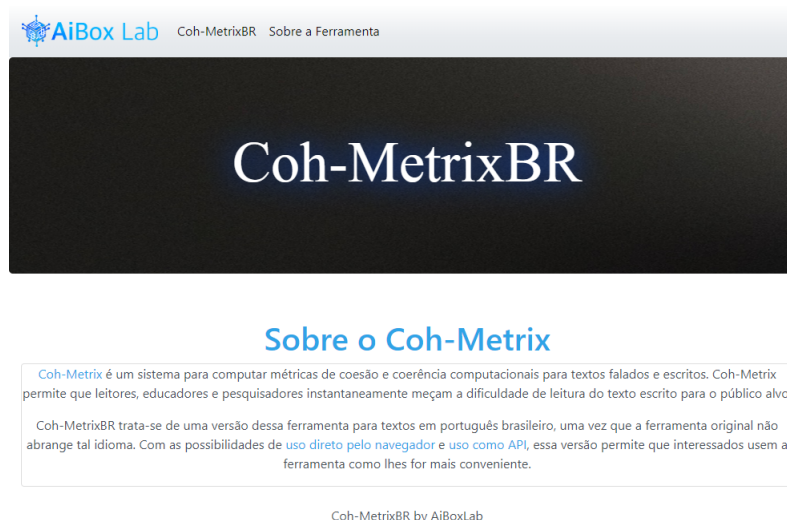 AiBox Lab Coh-MetrixBR Sobre a Ferramenta
Coh-MetrixBR
Sobre o Coh-Metrix
Coh-Metrix é um sistema para computar métricas de coesão e coerência computacionais para textos falados e escritos. Coh-Metrix
permite que leitores, educadores e pesquisadores instantaneamente meçam a dificuldade de leitura do texto escrito para o público alvo
Coh-MetrixBR trata-se de uma versão dessa ferramenta para textos em português brasileiro, uma vez que a ferramenta original não
abrange tal idioma. Com as possibilidades de uso direto pelo navegador e uso como API, essa versão permite que interessados usem a
ferramenta como lhes for mais conveniente.
Coh-MetrixBR by AiBoxLab